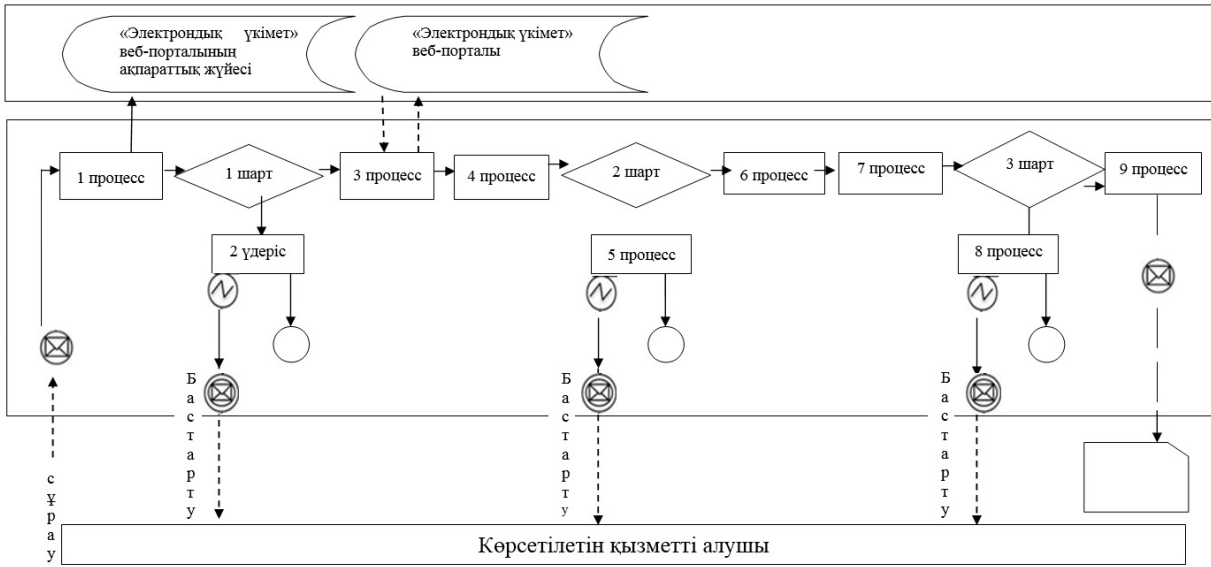 «Электрондық үкімет»
веб-порталының
ақпараттық жүйесі
«Электрондық үкімет»
веб-порталы
1 процесс
1 шарт
3 процесс
4 процесс
2 шарт
6 процесс
7 процесс
3 шарт
9 процесс
2 үдеріс
5 процесс
8 процесс
Бастарту
Бастарту
Бастарту
сұрау
Көрсетілетін қызметті алушы